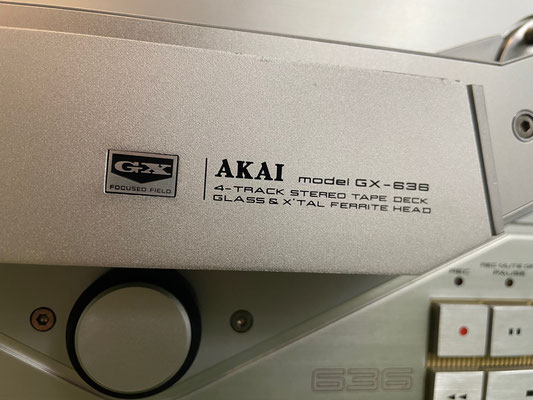 GX
FOCUSED FIELD
AKAI model GX-636
4-TRACK STEREO TAPE DECK
GLASS & X'TAL FERRITE HEAD
REC
PAUSE
636